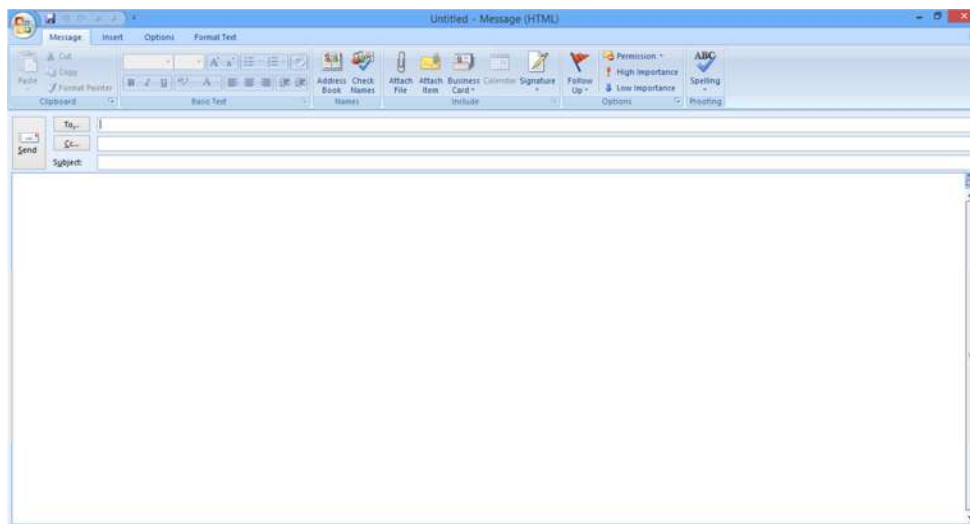 Untitled - Message (HTML)
Message Insert Options Format Text
Paste
Cut
Copy
Format Painter
Clipboard
B I U A
Basic Text
Address Book
Check Names
Names
Attach File
Attach Item
Business Card
Calendar
Signature
Include
Follow Up
Permission
High Importance
Low Importance
Options
ABC
Spelling
Proofing
Send
To...
Cc...
Subject: